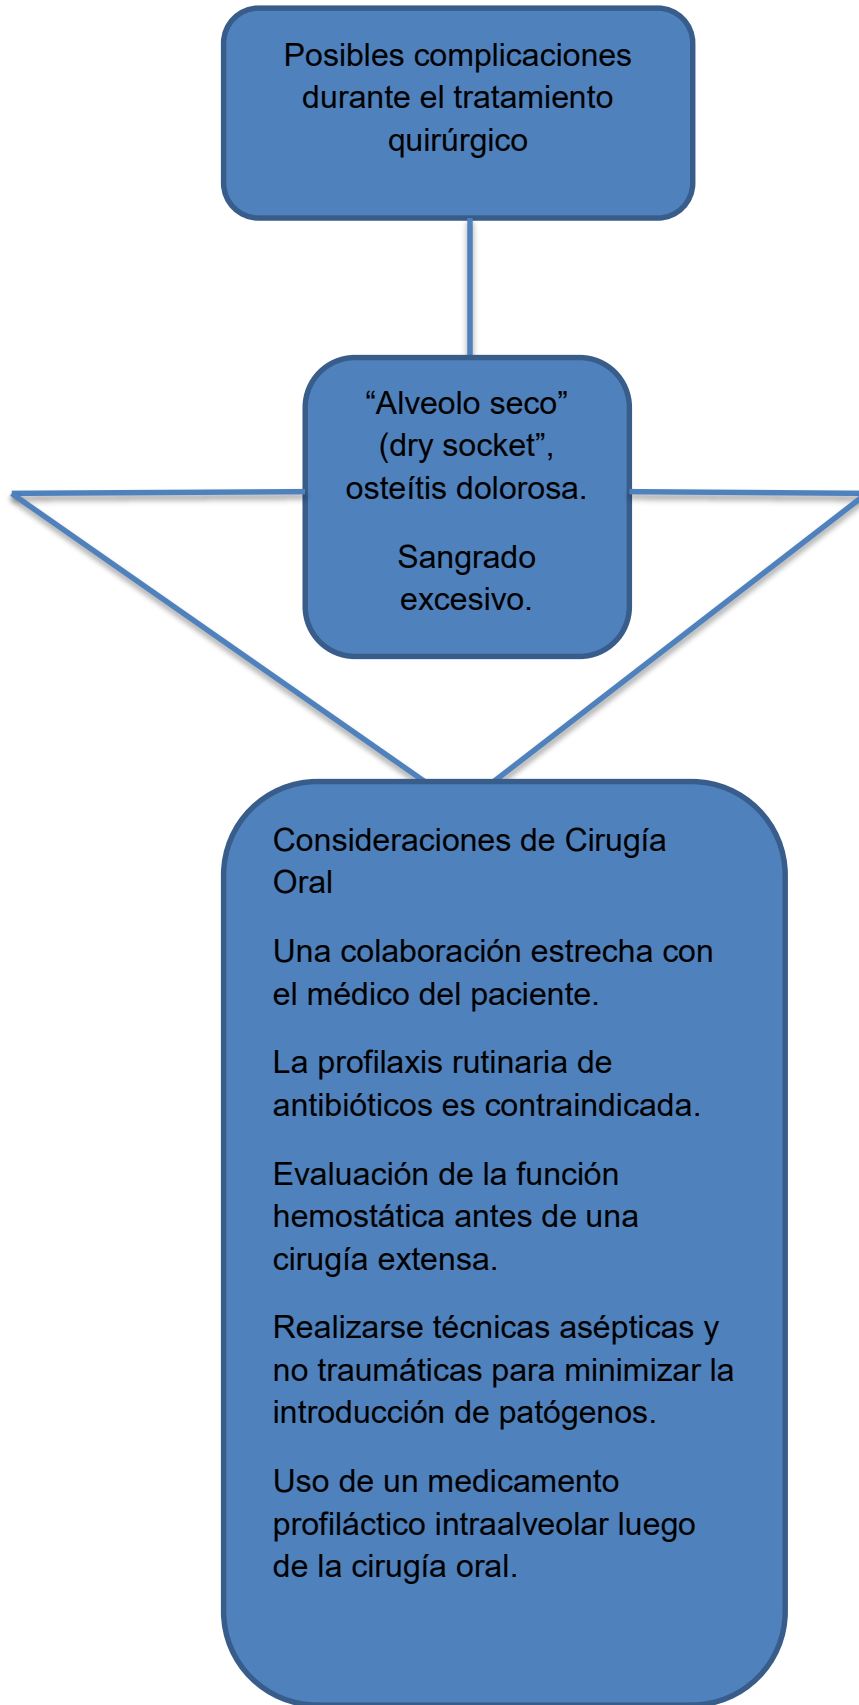 Posibles complicaciones
durante el tratamiento
quirúrgico
“Alveolo seco”
(dry socket”,
osteítis dolorosa.
Sangrado
excesivo.
Consideraciones de Cirugía
Oral
Una colaboración estrecha con
el médico del paciente.
La profilaxis rutinaria de
antibióticos es contraindicada.
Evaluación de la función
hemostática antes de una
cirugía extensa.
Realizarse técnicas asépticas y
no traumáticas para minimizar la
introducción de patógenos.
Uso de un medicamento
profiláctico intraalveolar luego
de la cirugía oral.